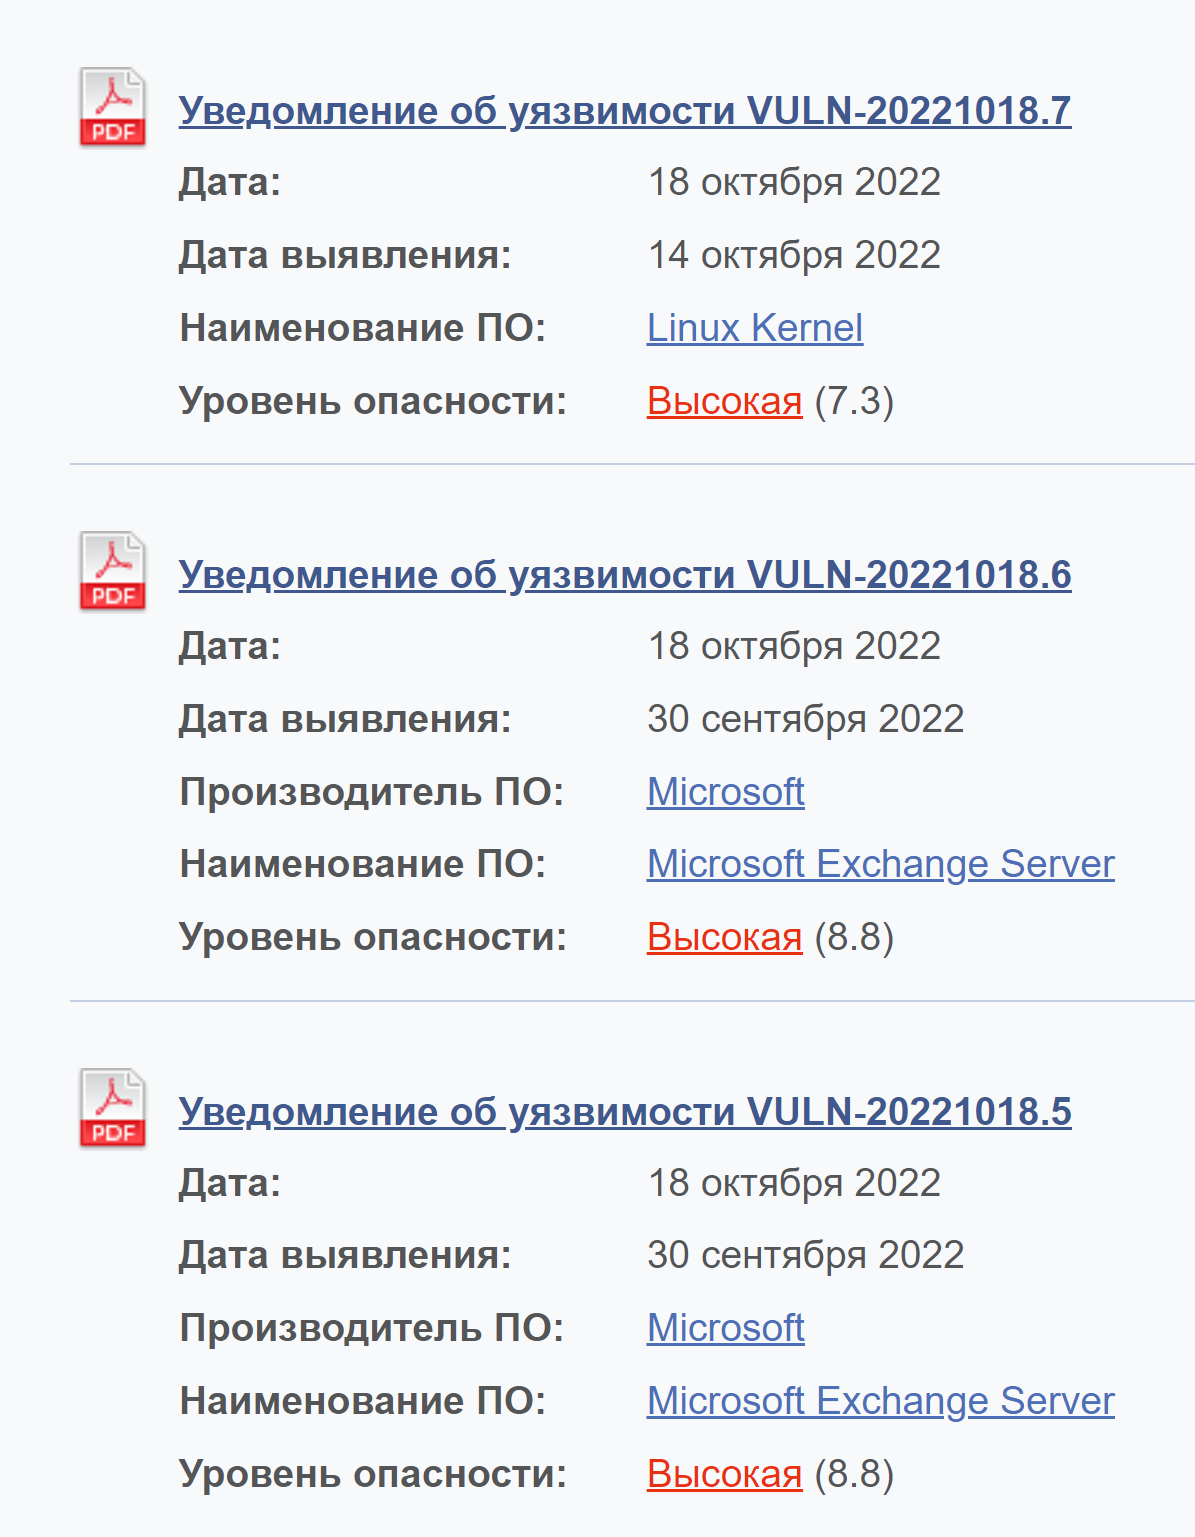 PDF
Уведомление об уязвимости VULN-20221018.7
Дата: 18 октября 2022
Дата выявления: 14 октября 2022
Наименование ПО: Linux Kernel
Уровень опасности: Высокая (7.3)
PDF
Уведомление об уязвимости VULN-20221018.6
Дата: 18 октября 2022
Дата выявления: 30 сентября 2022
Производитель ПО: Microsoft
Наименование ПО: Microsoft Exchange Server
Уровень опасности: Высокая (8.8)
PDF
Уведомление об уязвимости VULN-20221018.5
Дата: 18 октября 2022
Дата выявления: 30 сентября 2022
Производитель ПО: Microsoft
Наименование ПО: Microsoft Exchange Server
Уровень опасности: Высокая (8.8)